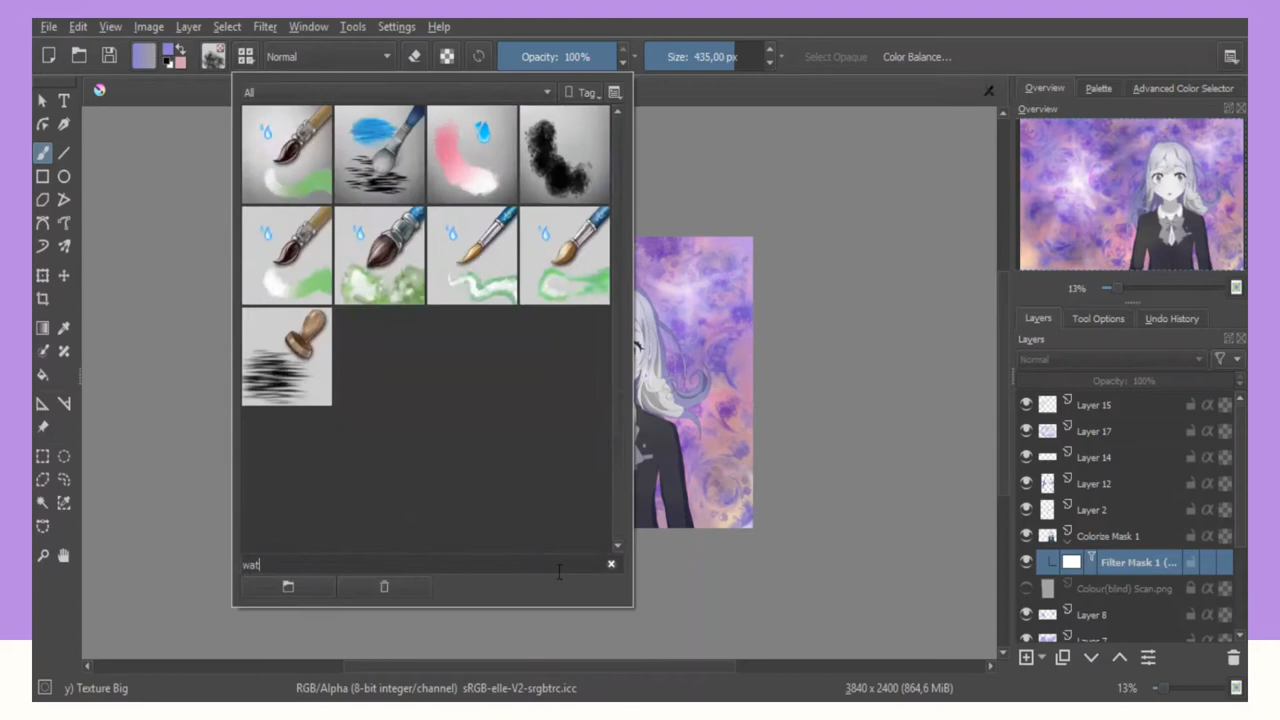 File Edit View Image Layer Select Filter Window Tools Settings Help
Normal Opacity: 100% Size: 435,00 px Select Opaque Color Balance...
All Tag
Overview Palette Advanced Color Selector
Overview
13%
Layers Tool Options Undo History
Layers
Normal
Opacity: 100%
Layer 15
Layer 17
Layer 14
Layer 12
Layer 2
Colorize Mask 1
Filter Mask 1 (...
Colour(blind) Scan.png
Layer 8
Layer 7
wat
y) Texture Big RGB/Alpha (8-bit integer/channel) sRGB-elle-V2-srgbtrc.icc 3840 x 2400 (864,6 MiB) 13%